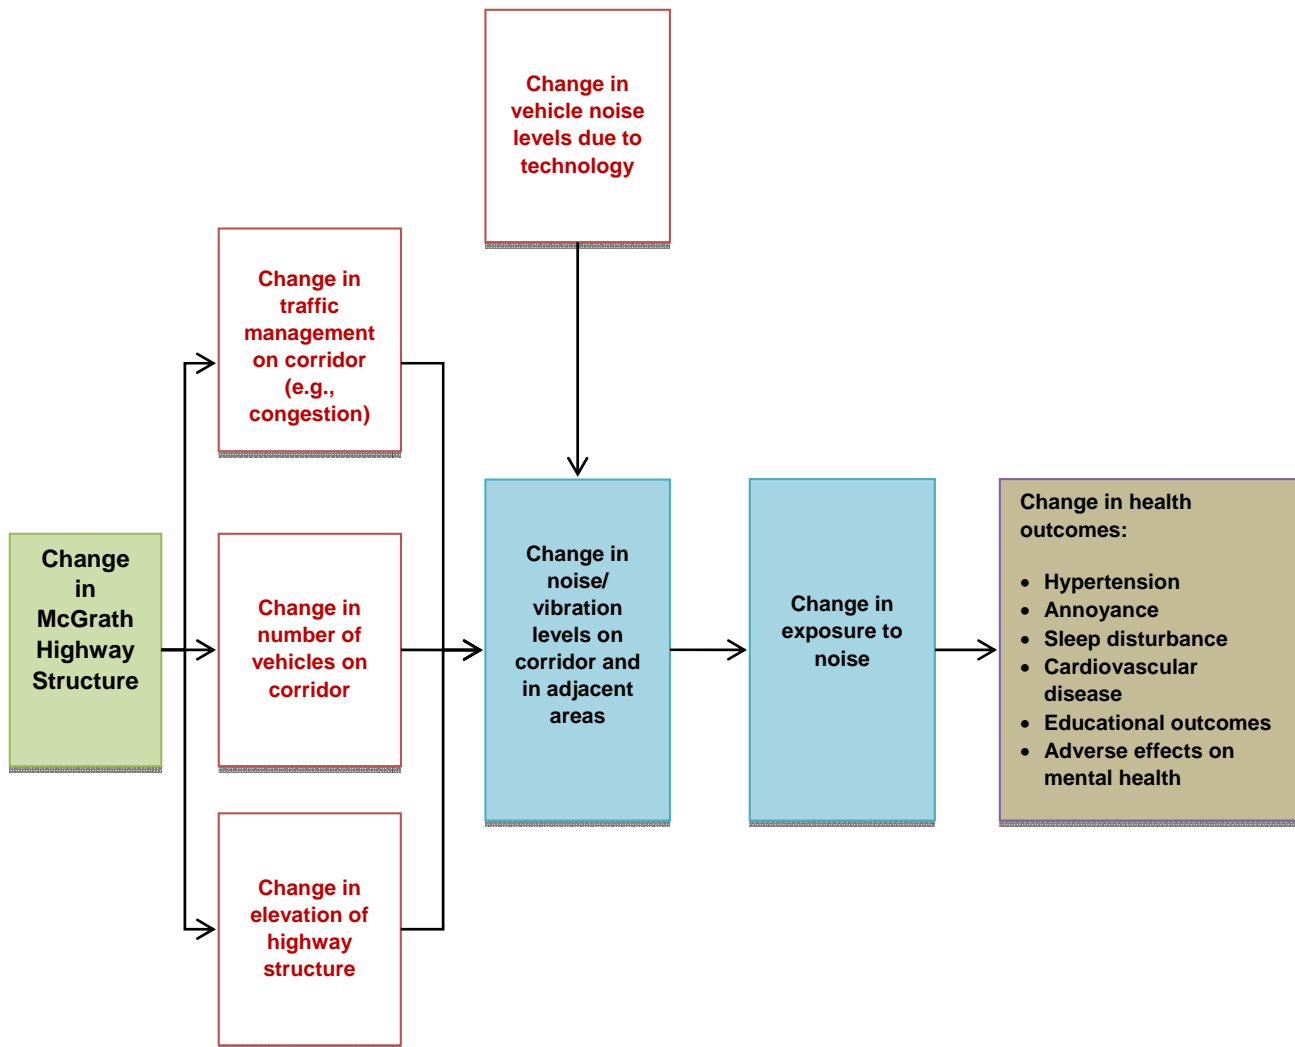 Change in
vehicle noise
levels due to
technology
Change in
traffic
management
on corridor
(e.g.,
congestion)
Change
in
McGrath
Highway
Structure
Change in
number of
vehicles on
corridor
Change in
elevation of
highway
structure
Change in
noise/
vibration
levels on
corridor and
in adjacent
areas
Change in
exposure to
noise
Change in health
outcomes:
• Hypertension
• Annoyance
• Sleep disturbance
• Cardiovascular
disease
• Educational outcomes
• Adverse effects on
mental health